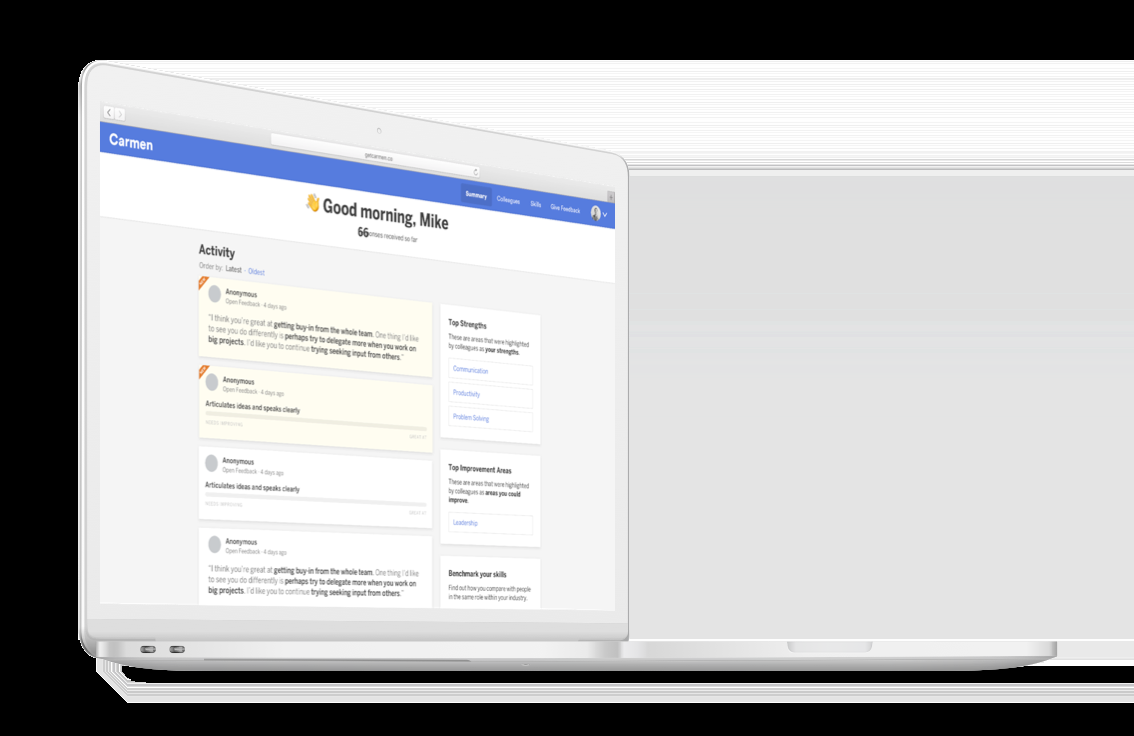 getcarmen.co
Carmen
Summary
Colleagues
Skills
Give Feedback
👋 Good morning, Mike
66onses received so far
Activity
Order by: Latest · Oldest
Anonymous
Open Feedback · 4 days ago
"I think you're great at getting buy-in from the whole team. One thing I'd like
to see you do differently is perhaps try to delegate more when you work on
big projects. I'd like you to continue trying seeking input from others."
Anonymous
Open Feedback · 4 days ago
Articulates ideas and speaks clearly
NEEDS IMPROVING
Anonymous
Open Feedback · 4 days ago
Articulates ideas and speaks clearly
NEEDS IMPROVING
Anonymous
Open Feedback · 4 days ago
"I think you're great at getting buy-in from the whole team. One thing I'd like
to see you do differently is perhaps try to delegate more when you work on
big projects. I'd like you to continue trying seeking input from others."
Top Strengths
These are areas that were highlighted
by colleagues as your strengths.
Communication
Productivity
Problem Solving
Top Improvement Areas
These are areas that were highlighted
by colleagues as areas you could
improve.
Leadership
Benchmark your skills
Find out how you compare with people
in the same role within your industry.